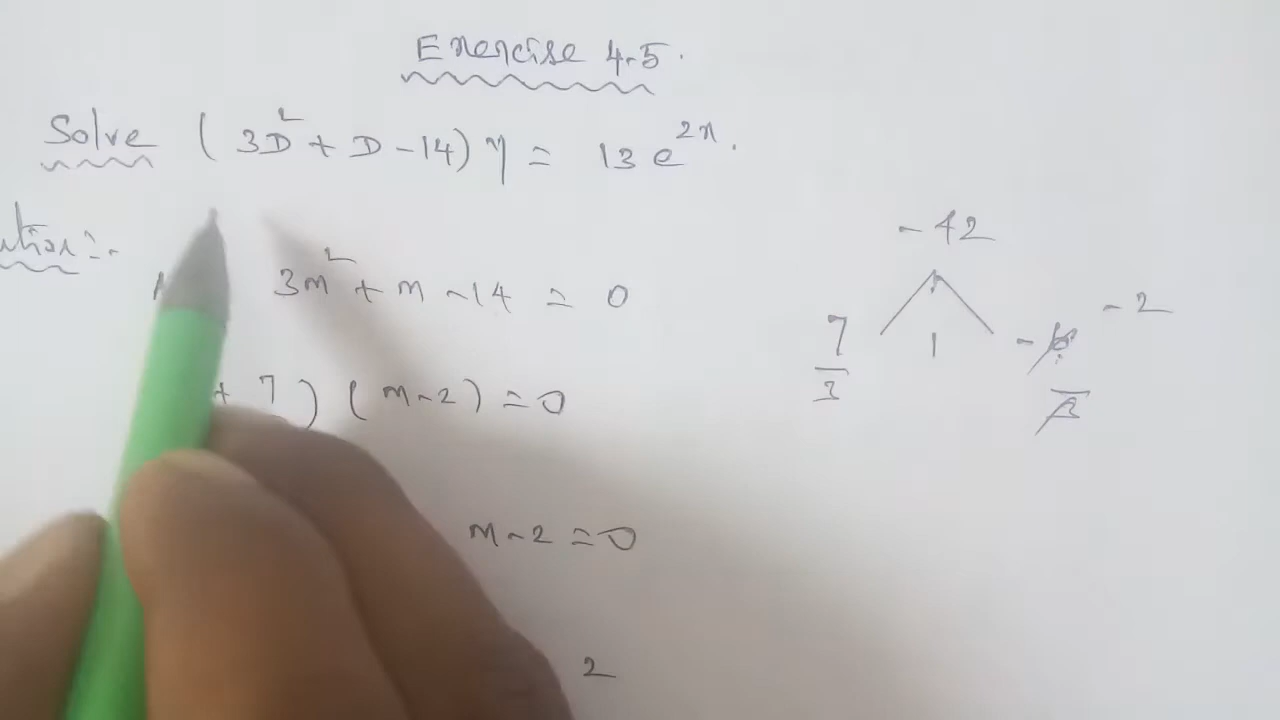 Exercise 4.5.
Solve (3D² + D - 14) y = 13 e^{2x}.
3m² + m - 14 = 0
+ 7) (m - 2) = 0
m - 2 = 0
2
- 42
7/3 1 - 6/3 - 2